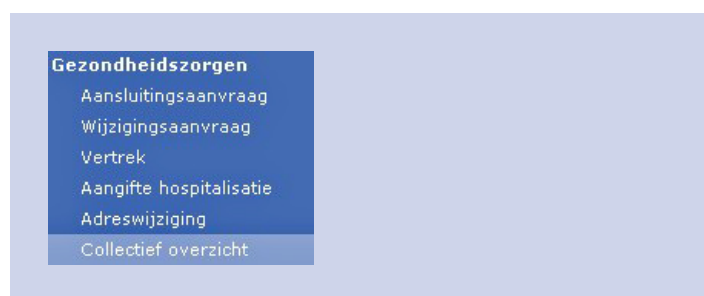 Gezondheidszorgen
Aansluitingsaanvraag
Wijzigingsaanvraag
Vertrek
Aangifte hospitalisatie
Adreswijziging
Collectief overzicht